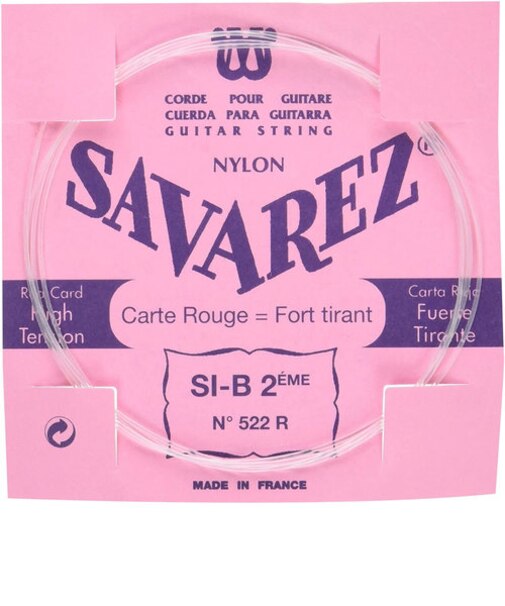 CORDE POUR GUITARE
CUERDA PARA GUITARRA
GUITAR STRING
NYLON
SAVAREZ®
Red Card
High
Tension
Carte Rouge = Fort tirant
Carta Roja
Fuerte
Tirante
SI-B 2ÉME
N° 522 R
MADE IN FRANCE